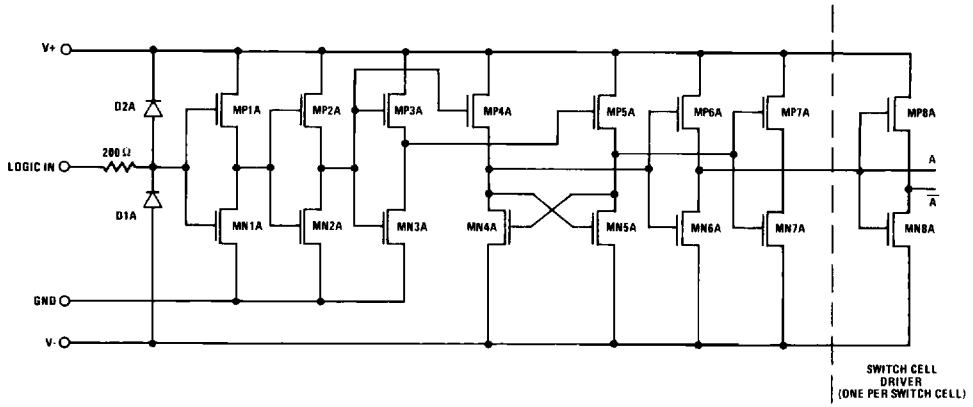 V+
D2A
MP1A
MP2A
MP3A
MP4A
MP5A
MP6A
MP7A
MP8A
200Ω
LOGIC IN
A
A̅
D1A
MN1A
MN2A
MN3A
MN4A
MN5A
MN6A
MN7A
MN8A
GND
V-
SWITCH CELL
DRIVER
(ONE PER SWITCH CELL)